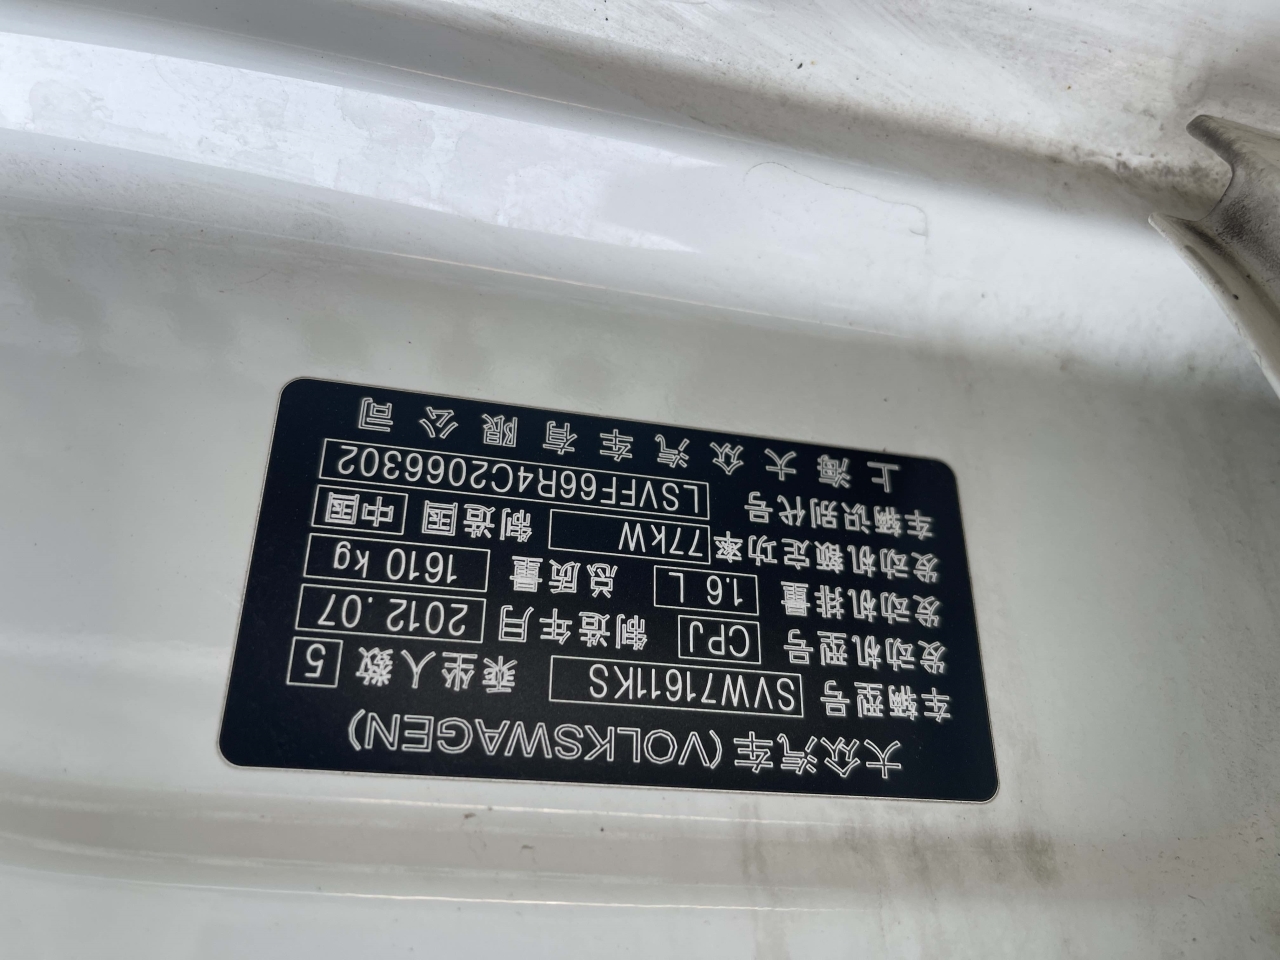 大众汽车(VOLKSWAGEN)
车辆型号 SVW71611KS 乘坐人数 5
发动机型号 CPJ 制造年月 2012.07
发动机排量 1.6 L 总质量 1610 kg
发动机额定功率 77kW 制造国 中国
车辆识别代号 LSVFF66R4C2066302
上海大众汽车有限公司